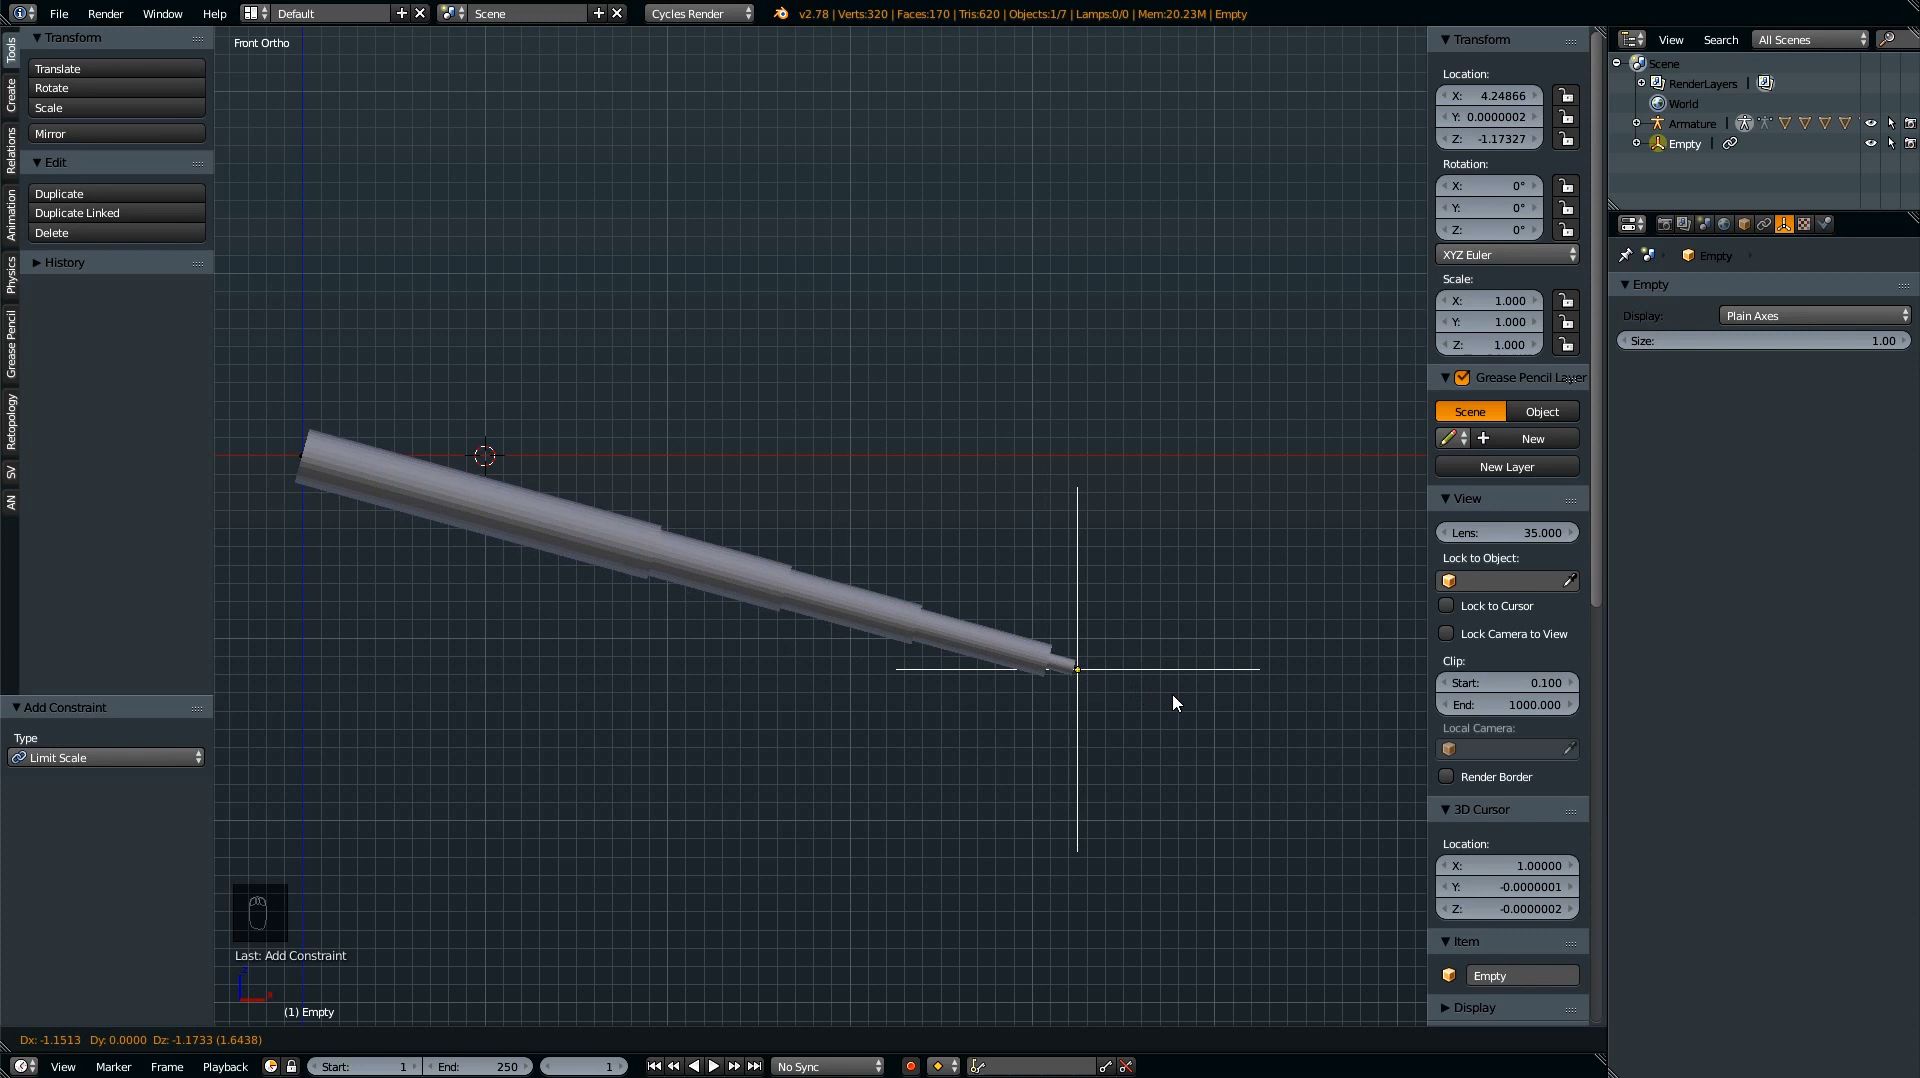 File Render Window Help Default Scene Cycles Render v2.78 | Verts:320 | Faces:170 | Tris:620 | Objects:1/7 | Lamps:0/0 | Mem:20.23M | Empty
Tools
Create
Relations
Animation
Physics
Grease Pencil
Retopology
SV
AN
Transform
Translate
Rotate
Scale
Mirror
Edit
Duplicate
Duplicate Linked
Delete
History
Add Constraint
Type
Limit Scale
Front Ortho
Last: Add Constraint
(1) Empty
Transform
Location:
X: 4.24866
Y: 0.0000002
Z: -1.17327
Rotation:
X: 0°
Y: 0°
Z: 0°
XYZ Euler
Scale:
X: 1.000
Y: 1.000
Z: 1.000
Grease Pencil Layer
Scene Object
New
New Layer
View
Lens: 35.000
Lock to Object:
Lock to Cursor
Lock Camera to View
Clip:
Start: 0.100
End: 1000.000
Local Camera:
Render Border
3D Cursor
Location:
X: 1.00000
Y: -0.0000001
Z: -0.0000002
Item
Empty
Display
View Search All Scenes
Scene
RenderLayers
World
Armature
Empty
Empty
Empty
Display: Plain Axes
Size: 1.00
Dx: -1.1513 Dy: 0.0000 Dz: -1.1733 (1.6438)
View Marker Frame Playback Start: 1 End: 250 1 No Sync